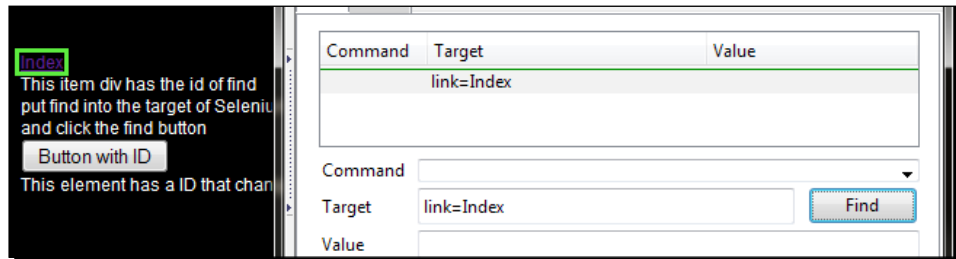 Index
This item div has the id of find
put find into the target of Seleniu
and click the find button
Button with ID
This element has a ID that chan
Command Target Value
link=Index
Command
Target link=Index Find
Value